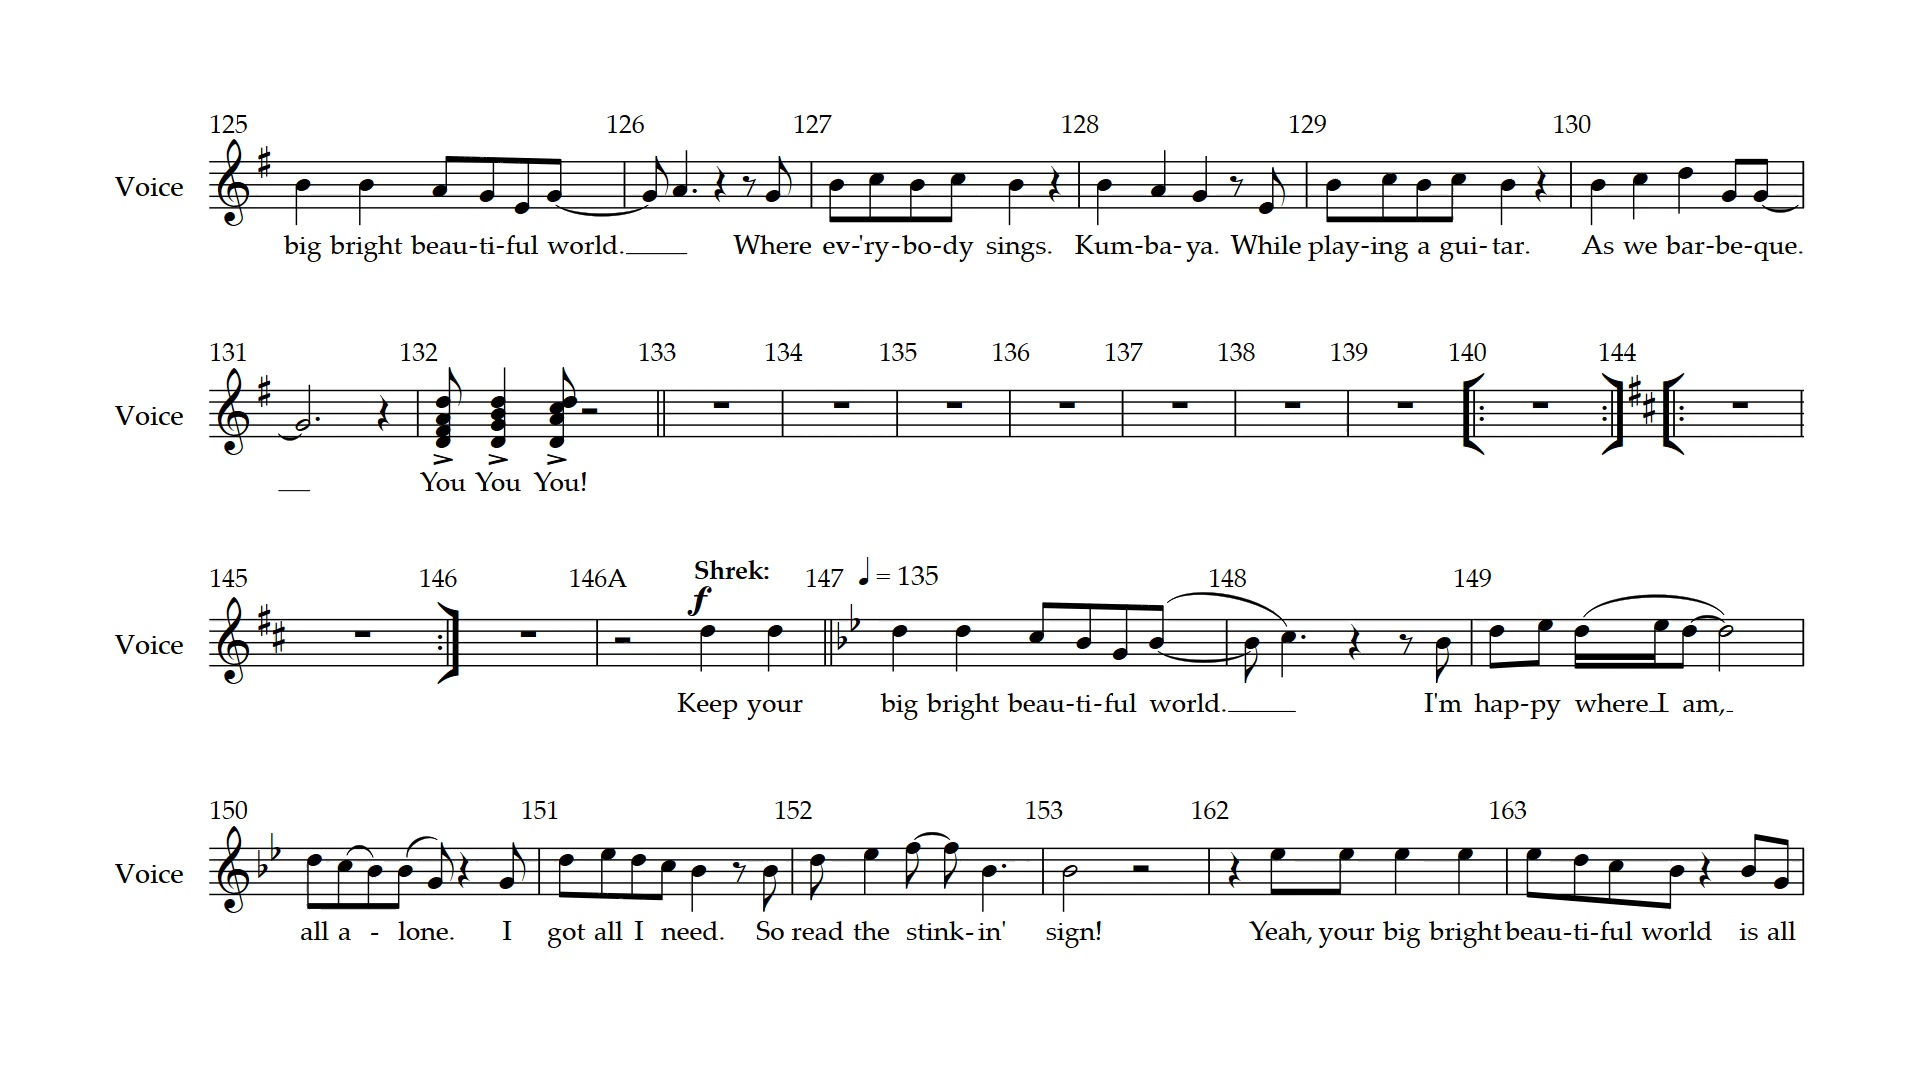 125 126 127 128 129 130
Voice
big bright beau-ti-ful world.____ Where ev-'ry-bo-dy sings. Kum-ba-ya. While play-ing a gui-tar. As we bar-be-que.
131 132 133 134 135 136 137 138 139 140 144
Voice
__ You You You!
145 146 146A Shrek: 147 = 135 148 149
f
Voice
Keep your big bright beau-ti-ful world.____ I'm hap-py where_I am,_
150 151 152 153 162 163
Voice
all a - lone. I got all I need. So read the stink-in' sign! Yeah, your big bright beau-ti-ful world is all